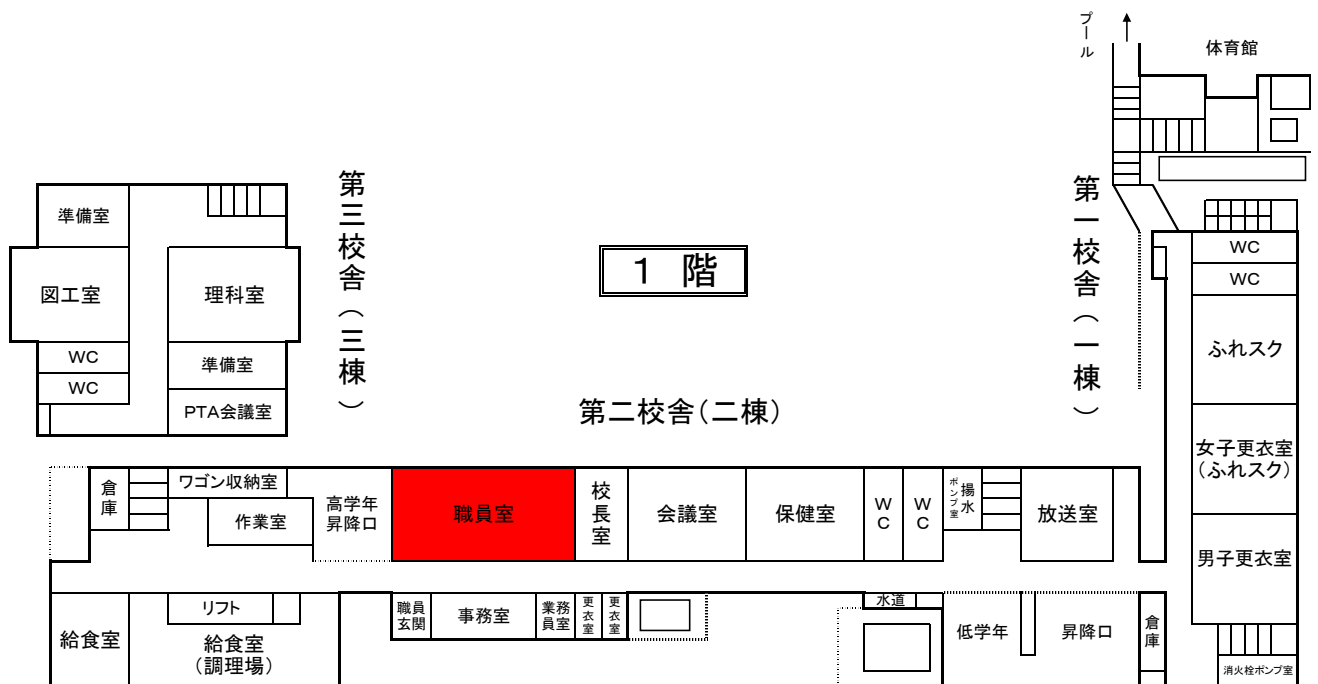 プール
体育館
第三校舎(三棟)
第一校舎(一棟)
1 階
第二校舎(二棟)
準備室
図工室
理科室
WC
WC
準備室
PTA会議室
WC
WC
ふれスク
女子更衣室
(ふれスク)
男子更衣室
消火栓ポンプ室
倉庫
ワゴン収納室
作業室
高学年
昇降口
職員室
校長室
会議室
保健室
WC
WC
揚水
ポンプ室
放送室
給食室
リフト
給食室
(調理場)
職員
玄関
事務室
業務
員室
更衣室
更衣室
水道
低学年
昇降口
倉庫